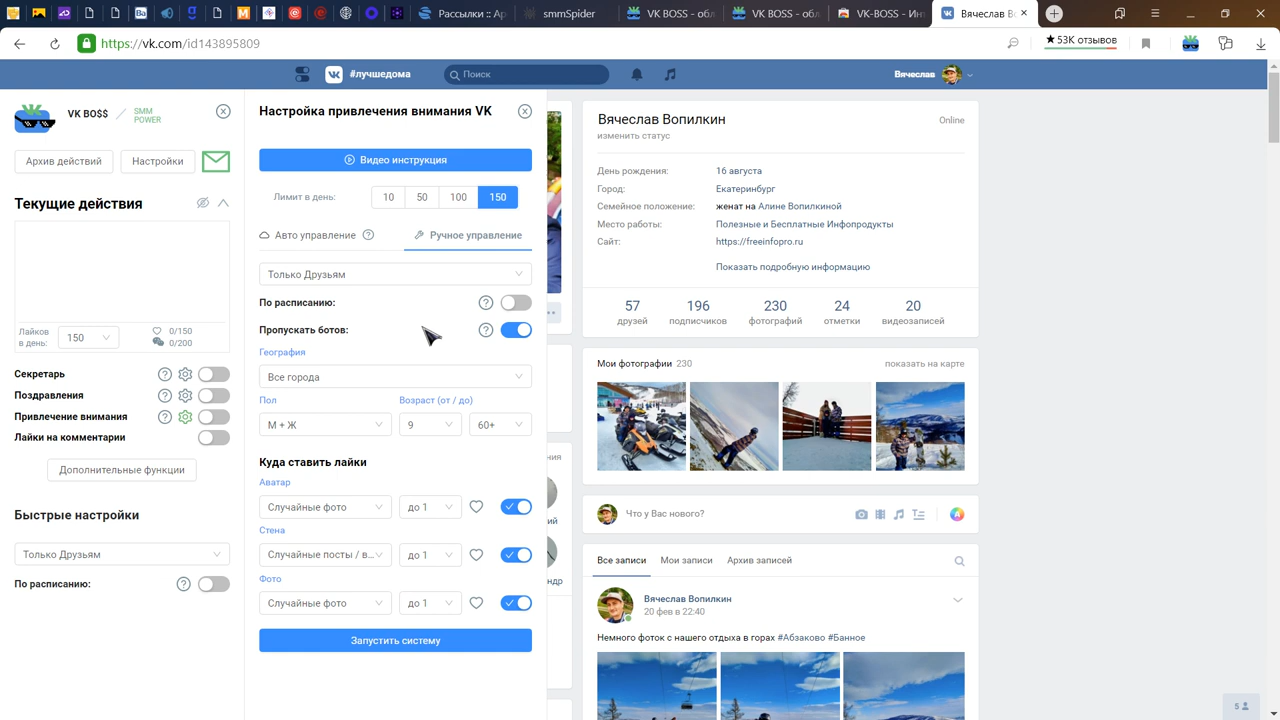 Рассылки :: Ар
smmSpider
VK BOSS - обл
VK BOSS - обл
VK-BOSS - Инт
Вячеслав Во
https://vk.com/id143895809
★53K отзывов
#лучшедома
Поиск
Вячеслав
VK BO$$
SMM
POWER
Архив действий
Настройки
Текущие действия
Лайков
в день:
150
0/150
0/200
Секретарь
Поздравления
Привлечение внимания
Лайки на комментарии
Дополнительные функции
Быстрые настройки
Только Друзьям
По расписанию:
Настройка привлечения внимания VK
Видео инструкция
Лимит в день:
10
50
100
150
Авто управление
Ручное управление
Только Друзьям
По расписанию:
Пропускать ботов:
География
Все города
Пол
Возраст (от / до)
М + Ж
9
60+
Куда ставить лайки
Аватар
Случайные фото
до 1
Стена
Случайные посты / в...
до 1
Фото
Случайные фото
до 1
Запустить систему
ния
ий
ндр
Вячеслав Вопилкин
Online
изменить статус
День рождения:
16 августа
Город:
Екатеринбург
Семейное положение:
женат на Алине Вопилкиной
Место работы:
Полезные и Бесплатные Инфопродукты
Сайт:
https://freeinfopro.ru
Показать подробную информацию
57
друзей
196
подписчиков
230
фотографий
24
отметки
20
видеозаписей
Мои фотографии 230
показать на карте
Что у Вас нового?
Все записи
Мои записи
Архив записей
Вячеслав Вопилкин
20 фев в 22:40
Немного фоток с нашего отдыха в горах #Абзаково #Банное
5